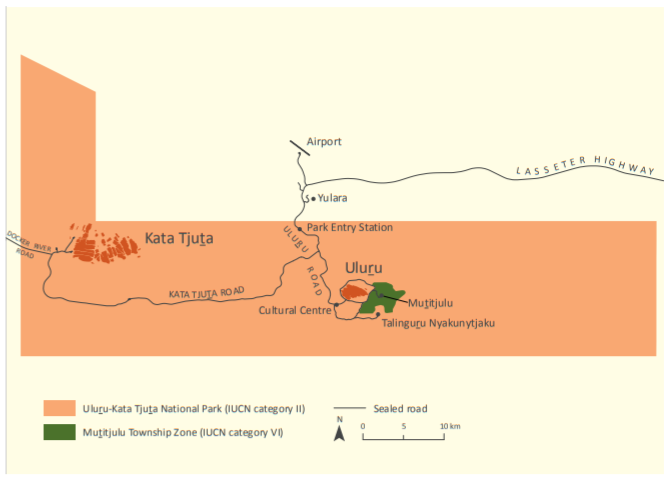 Airport
LASSETER HIGHWAY
Yulara
Park Entry Station
ULURU
ROAD
DOCKER RIVER
ROAD
Kata Tjuṯa
Uluṟu
KATA TJUṮA ROAD
Muṯitjulu
Cultural Centre
Talinguṟu Nyakunytjaku
Uluṟu-Kata Tjuṯa National Park (IUCN category II)
Sealed road
Muṯitjulu Township Zone (IUCN category VI)
N
0 5 10 km